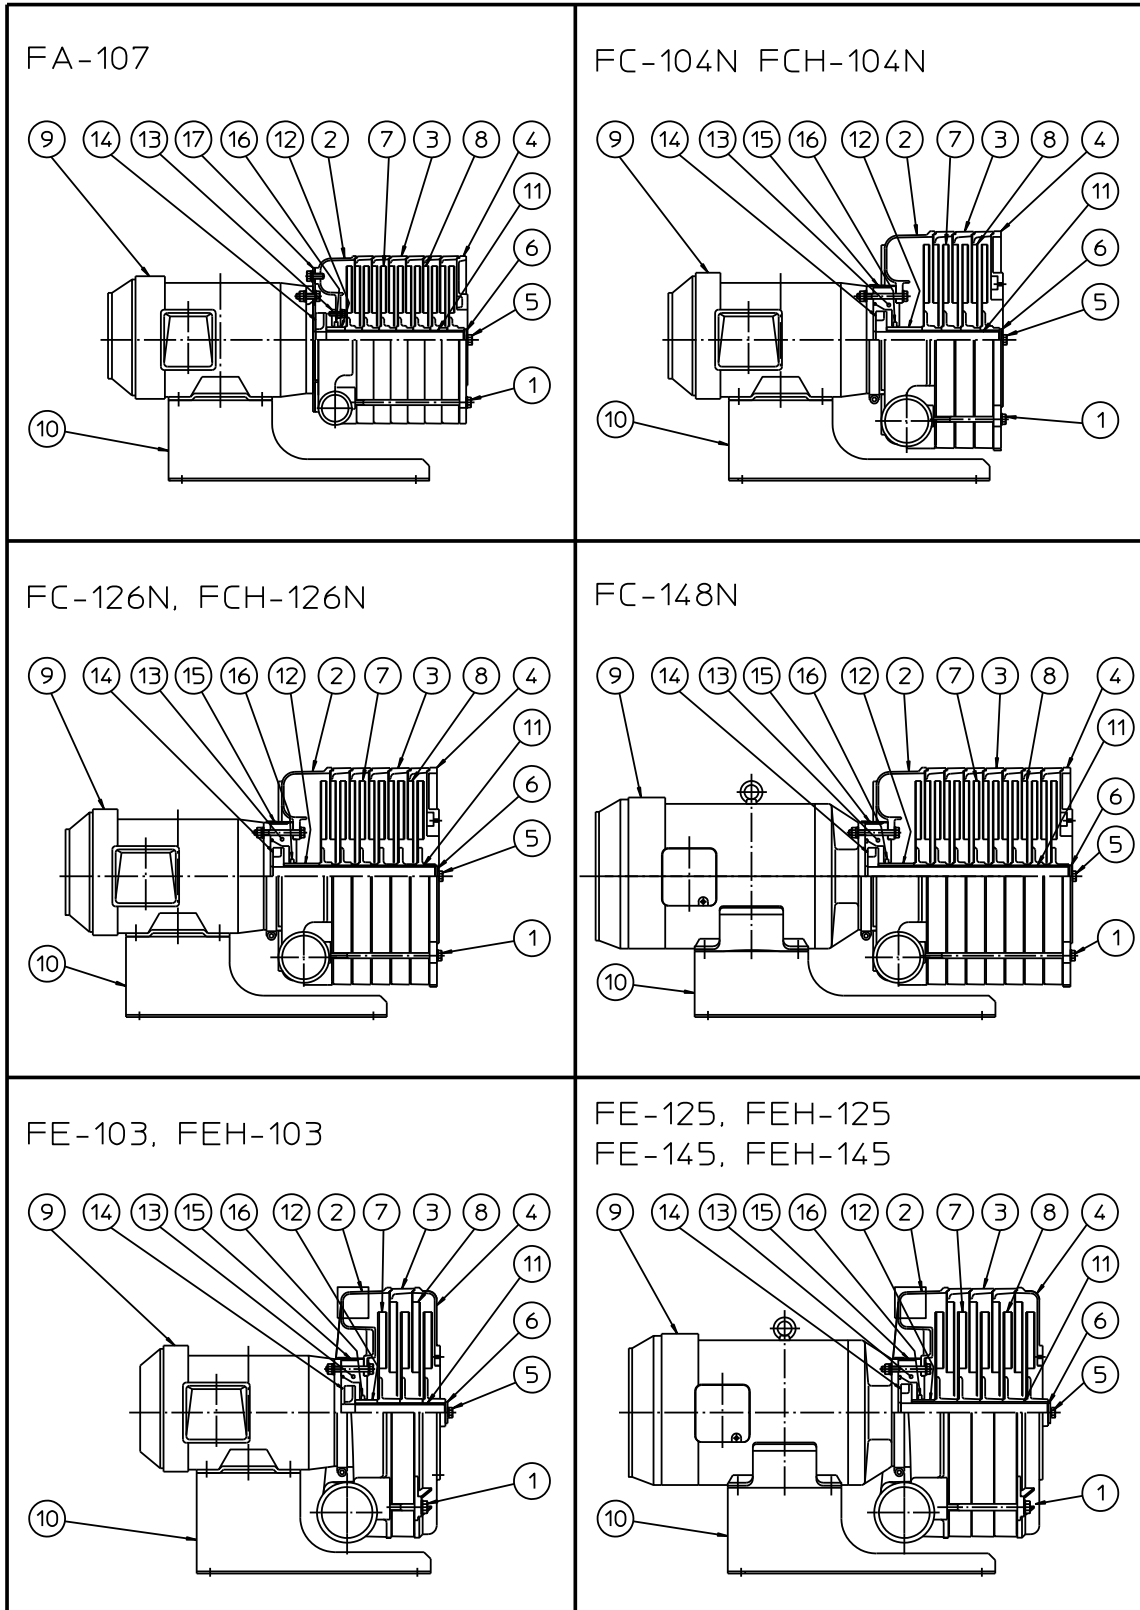 FA-107
9 14 13 17 16 12 2 7 3 8 4
11
6
5
1
10
FC-104N FCH-104N
9 14 13 15 16 12 2 7 3 8 4
11
6
5
1
10
FC-126N, FCH-126N
9 14 13 15 16 12 2 7 3 8 4
11
6
5
1
10
FC-148N
9 14 13 15 16 12 2 7 3 8 4
11
6
5
1
10
FE-103, FEH-103
9 14 13 15 16 12 2 7 3 8 4
11
6
5
1
10
FE-125, FEH-125
FE-145, FEH-145
9 14 13 15 16 12 2 7 3 8 4
11
6
5
1
10